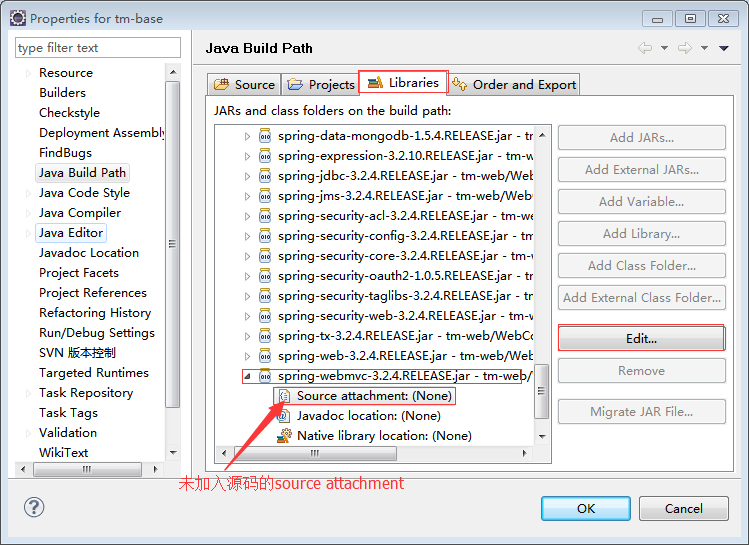 Properties for tm-base
type filter text
Resource
Builders
Checkstyle
Deployment Assembly
FindBugs
Java Build Path
Java Code Style
Java Compiler
Java Editor
Javadoc Location
Project Facets
Project References
Refactoring History
Run/Debug Settings
SVN 版本控制
Targeted Runtimes
Task Repository
Task Tags
Validation
WikiText
Java Build Path
Source
Projects
Libraries
Order and Export
JARs and class folders on the build path:
spring-data-mongodb-1.5.4.RELEASE.jar - tm-w
spring-expression-3.2.10.RELEASE.jar - tm-web
spring-jdbc-3.2.4.RELEASE.jar - tm-web/WebC
spring-jms-3.2.4.RELEASE.jar - tm-web/WebCo
spring-security-acl-3.2.4.RELEASE.jar - tm-wel
spring-security-config-3.2.4.RELEASE.jar - tm-
spring-security-core-3.2.4.RELEASE.jar - tm-w
spring-security-oauth2-1.0.5.RELEASE.jar - tm
spring-security-taglibs-3.2.4.RELEASE.jar - tm-
spring-security-web-3.2.4.RELEASE.jar - tm-w
spring-tx-3.2.4.RELEASE.jar - tm-web/WebCo
spring-web-3.2.4.RELEASE.jar - tm-web/WebC
spring-webmvc-3.2.4.RELEASE.jar - tm-web/
Source attachment: (None)
Javadoc location: (None)
Native library location: (None)
Add JARs...
Add External JARs...
Add Variable...
Add Library...
Add Class Folder...
Add External Class Folder...
Edit...
Remove
Migrate JAR File...
未加入源码的source attachment
OK
Cancel